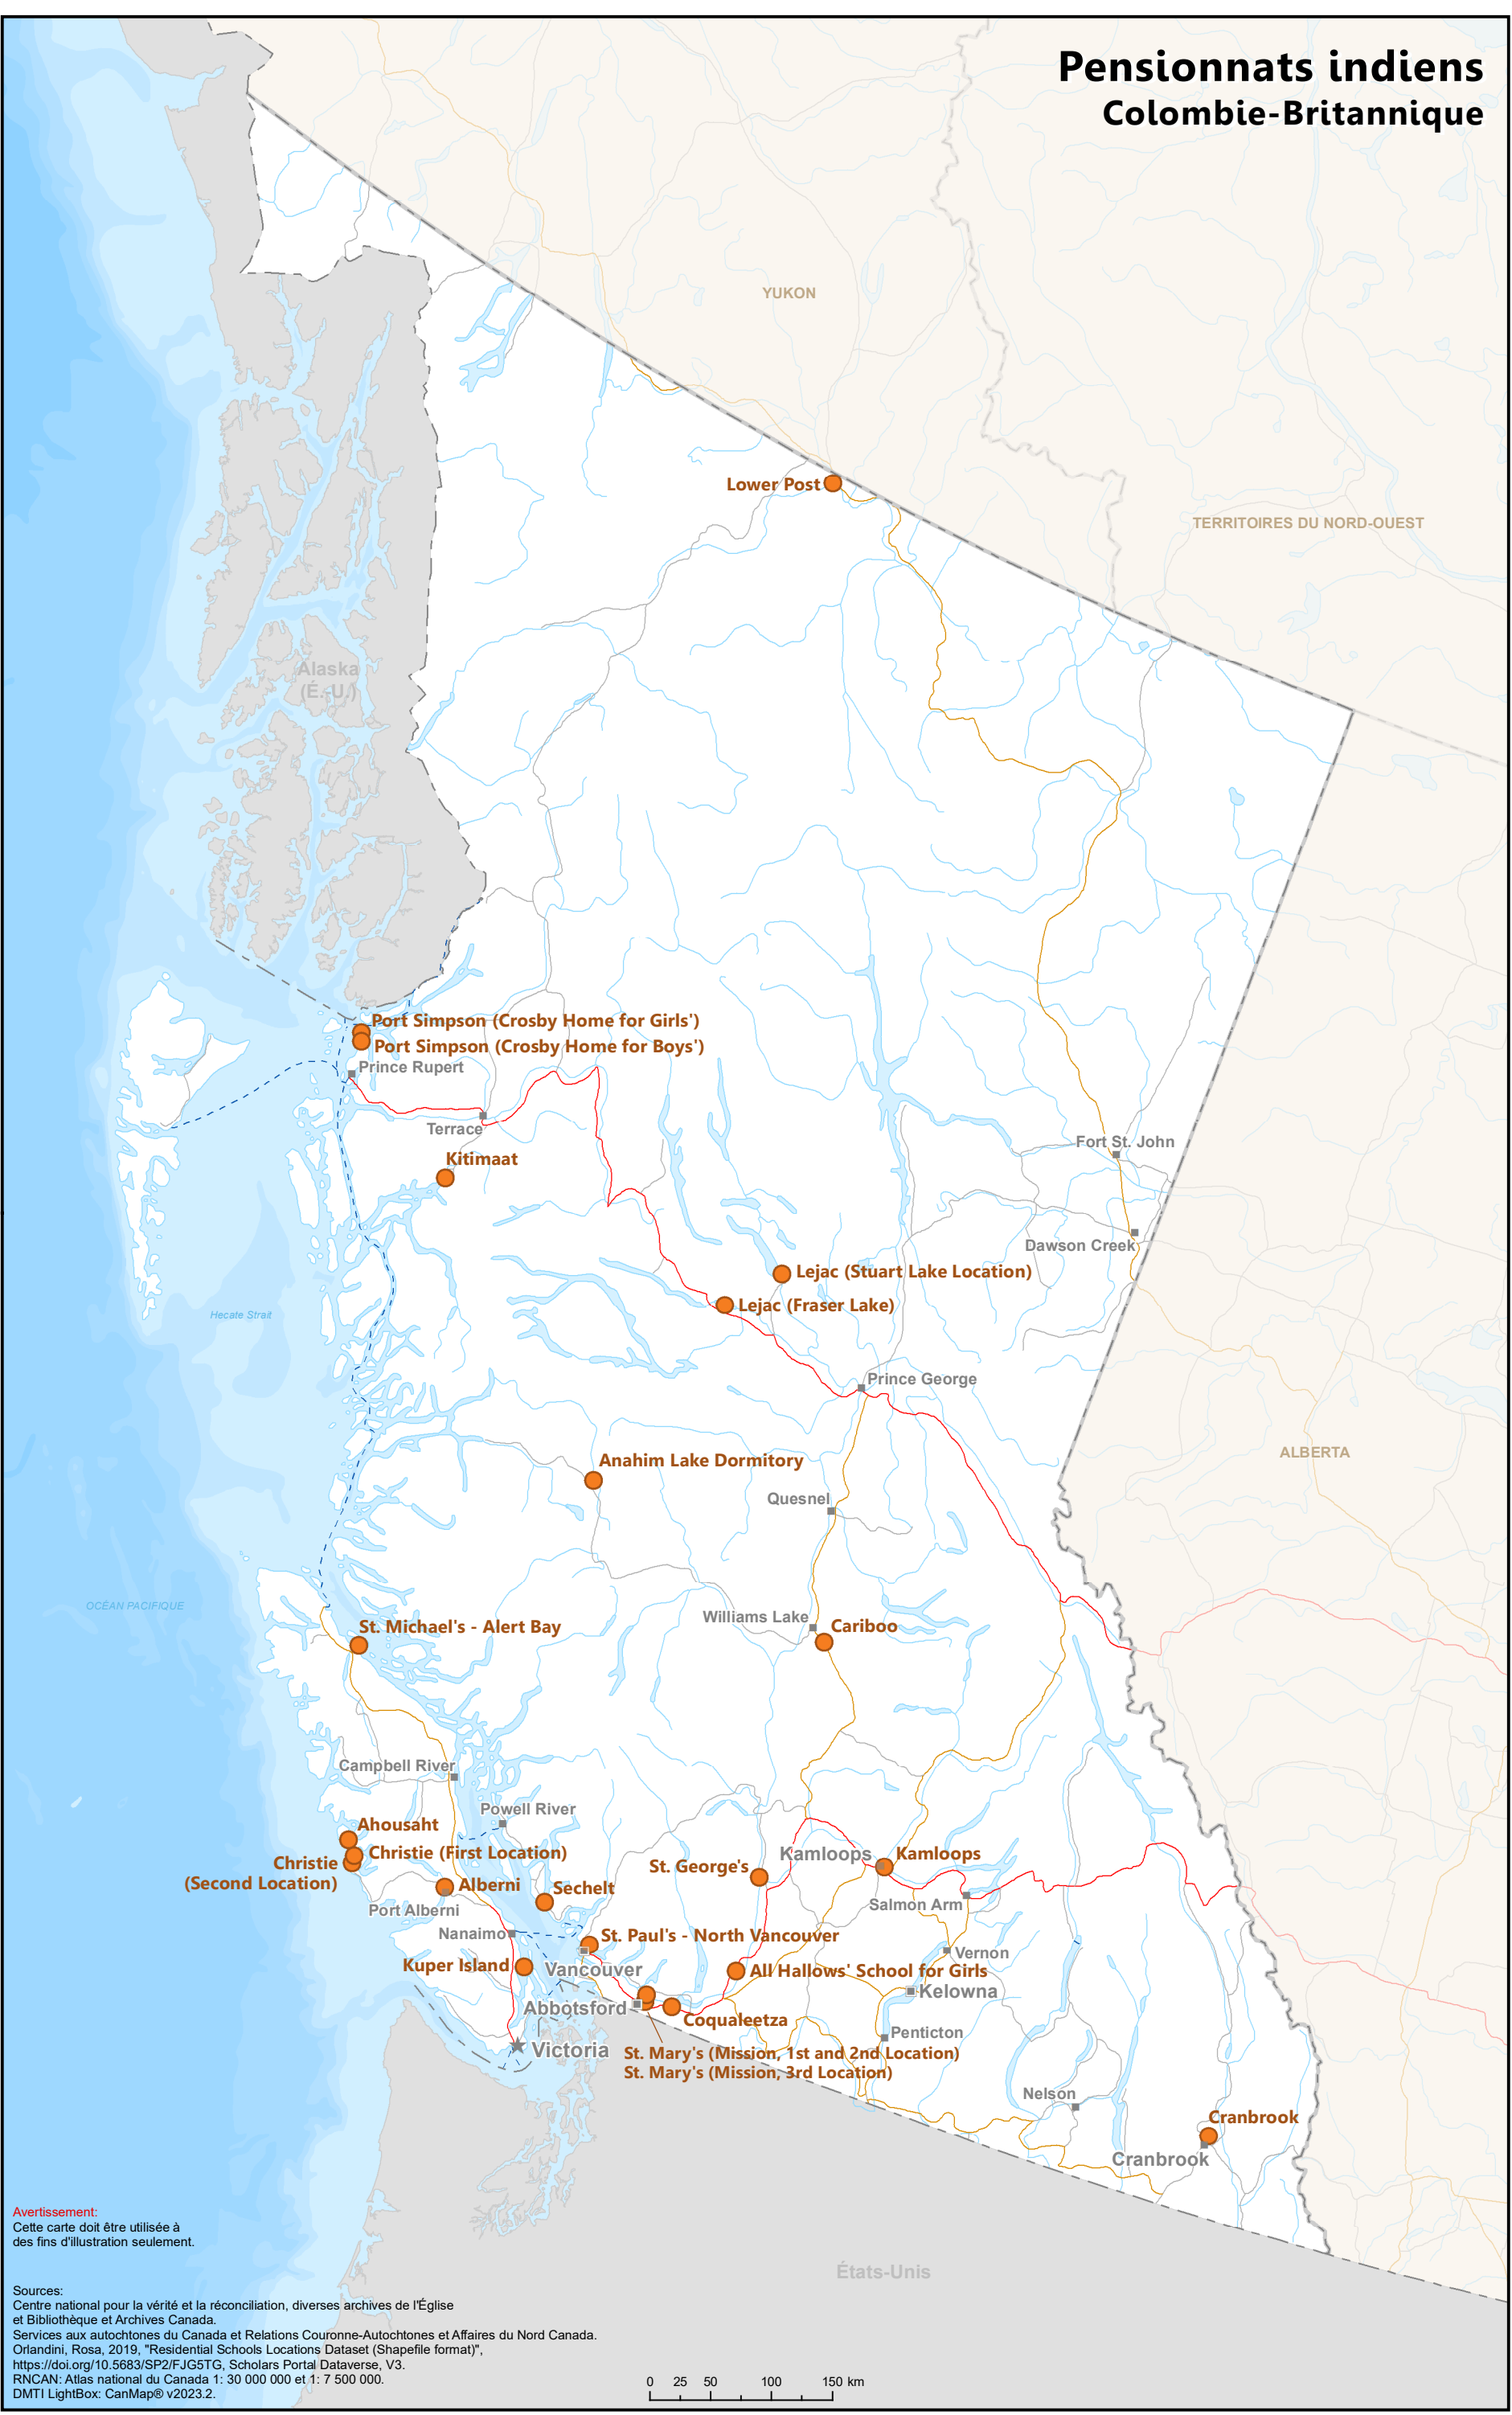 Pensionnats indiens
Colombie-Britannique
YUKON
Lower Post
TERRITOIRES DU NORD-OUEST
Alaska
(É.-U.)
Port Simpson (Crosby Home for Girls')
Port Simpson (Crosby Home for Boys')
Prince Rupert
Terrace
Fort St. John
Kitimaat
Dawson Creek
Lejac (Stuart Lake Location)
Lejac (Fraser Lake)
Hecate Strait
Prince George
ALBERTA
Anahim Lake Dormitory
Quesnel
OCÉAN PACIFIQUE
Williams Lake
Cariboo
St. Michael's - Alert Bay
Campbell River
Powell River
Ahousaht
Christie (First Location)
Christie
(Second Location)
Kamloops
Kamloops
St. George's
Alberni
Sechelt
Salmon Arm
Port Alberni
Nanaimo
St. Paul's - North Vancouver
Vernon
Kuper Island
Vancouver
All Hallows' School for Girls
Kelowna
Abbotsford
Coqualeetza
Penticton
Victoria
St. Mary's (Mission, 1st and 2nd Location)
St. Mary's (Mission, 3rd Location)
Nelson
Cranbrook
Cranbrook
Avertissement:
Cette carte doit être utilisée à
des fins d'illustration seulement.
États-Unis
Sources:
Centre national pour la vérité et la réconciliation, diverses archives de l'Église
et Bibliothèque et Archives Canada.
Services aux autochtones du Canada et Relations Couronne-Autochtones et Affaires du Nord Canada.
Orlandini, Rosa, 2019, "Residential Schools Locations Dataset (Shapefile format)",
https://doi.org/10.5683/SP2/FJG5TG, Scholars Portal Dataverse, V3.
RNCAN: Atlas national du Canada 1: 30 000 000 et 1: 7 500 000.
DMTI LightBox: CanMap® v2023.2.
0 25 50 100 150 km